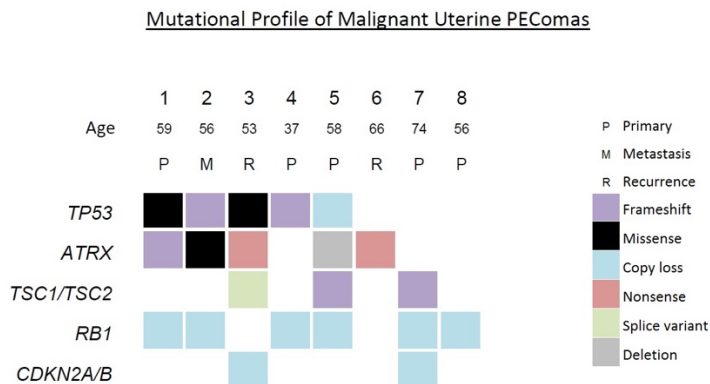 Mutational Profile of Malignant Uterine PEComas
1 2 3 4 5 6 7 8
Age 59 56 53 37 58 66 74 56
P M R P P R P P
TP53
ATRX
TSC1/TSC2
RB1
CDKN2A/B
P Primary
M Metastasis
R Recurrence
Frameshift
Missense
Copy loss
Nonsense
Splice variant
Deletion